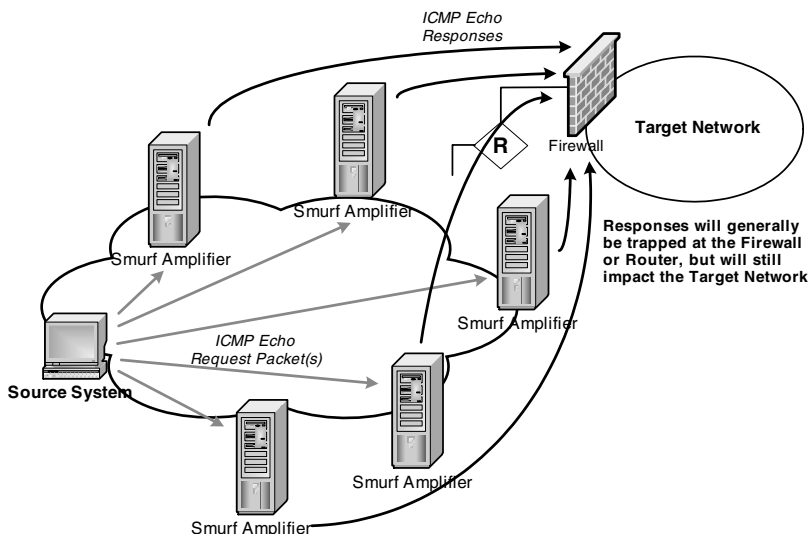 ICMP Echo
Responses
R
Firewall
Target Network
Smurf Amplifier
Smurf Amplifier
Responses will generally
be trapped at the Firewall
or Router, but will still
impact the Target Network
Smurf Amplifier
ICMP Echo
Request Packet(s)
Source System
Smurf Amplifier
Smurf Amplifier